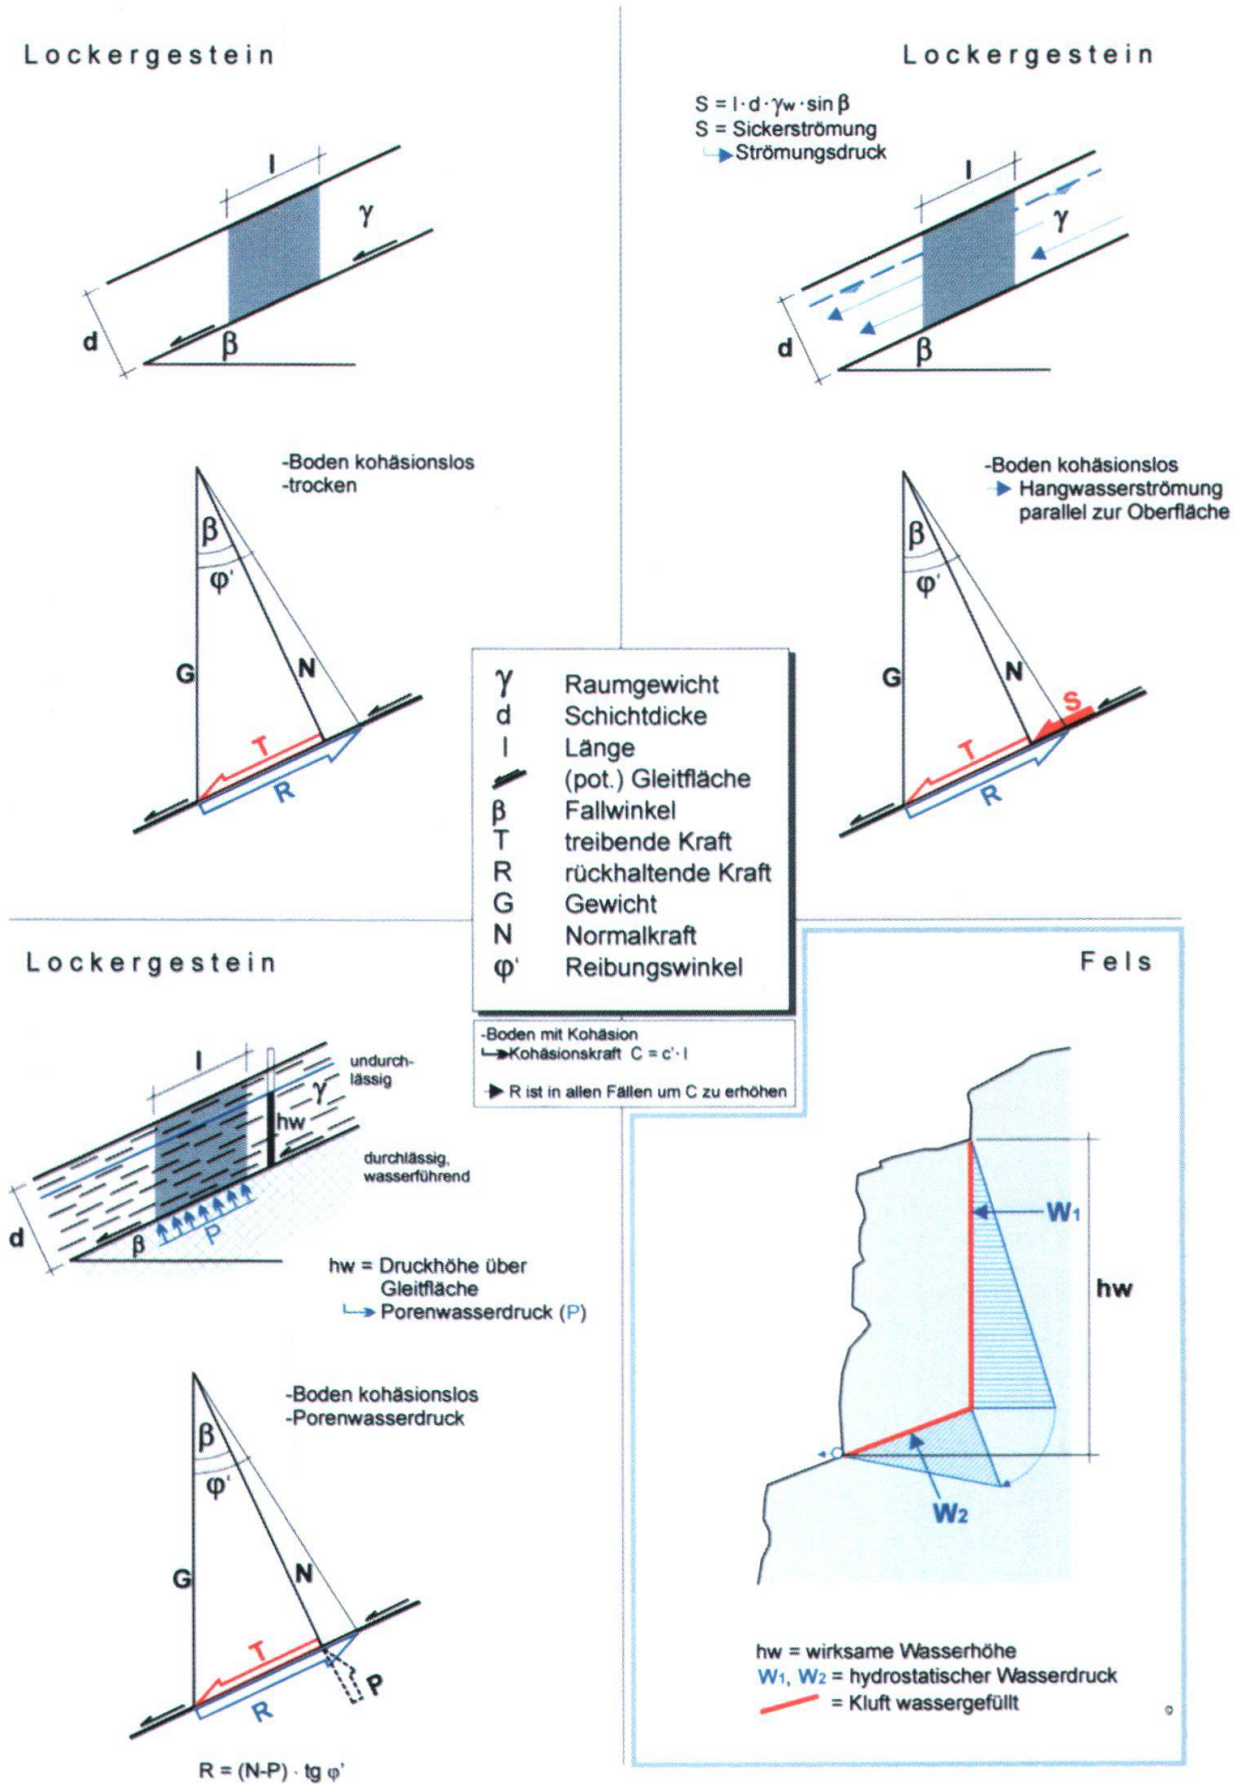 Lockergestein
l
γ
d
β
-Boden kohäsionslos
-trocken
β
φ'
G
N
T
R
Lockergestein
S = l·d·γw·sin β
S = Sickerströmung
Strömungsdruck
l
γ
d
β
-Boden kohäsionslos
Hangwasserströmung
parallel zur Oberfläche
β
φ'
G
N
S
T
R
γ Raumgewicht
d Schichtdicke
l Länge
(pot.) Gleitfläche
β Fallwinkel
T treibende Kraft
R rückhaltende Kraft
G Gewicht
N Normalkraft
φ' Reibungswinkel
-Boden mit Kohäsion
Kohäsionskraft C = c'· l
R ist in allen Fällen um C zu erhöhen
Lockergestein
l
undurch-
lässig
γ
hw
durchlässig,
wasserführend
d
β
P
hw = Druckhöhe über
Gleitfläche
Porenwasserdruck (P)
-Boden kohäsionslos
-Porenwasserdruck
β
φ'
G
N
T
P
R
R = (N-P) · tg φ'
Fels
W1
hw
W2
hw = wirksame Wasserhöhe
W1, W2 = hydrostatischer Wasserdruck
= Kluft wassergefüllt